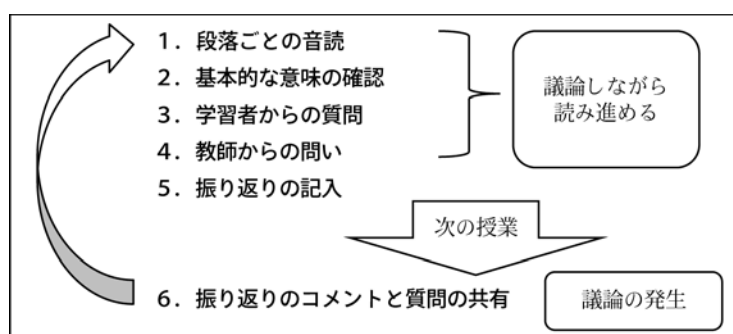 1．段落ごとの音読
2．基本的な意味の確認
3．学習者からの質問
4．教師からの問い
5．振り返りの記入
議論しながら
読み進める
次の授業
6．振り返りのコメントと質問の共有
議論の発生